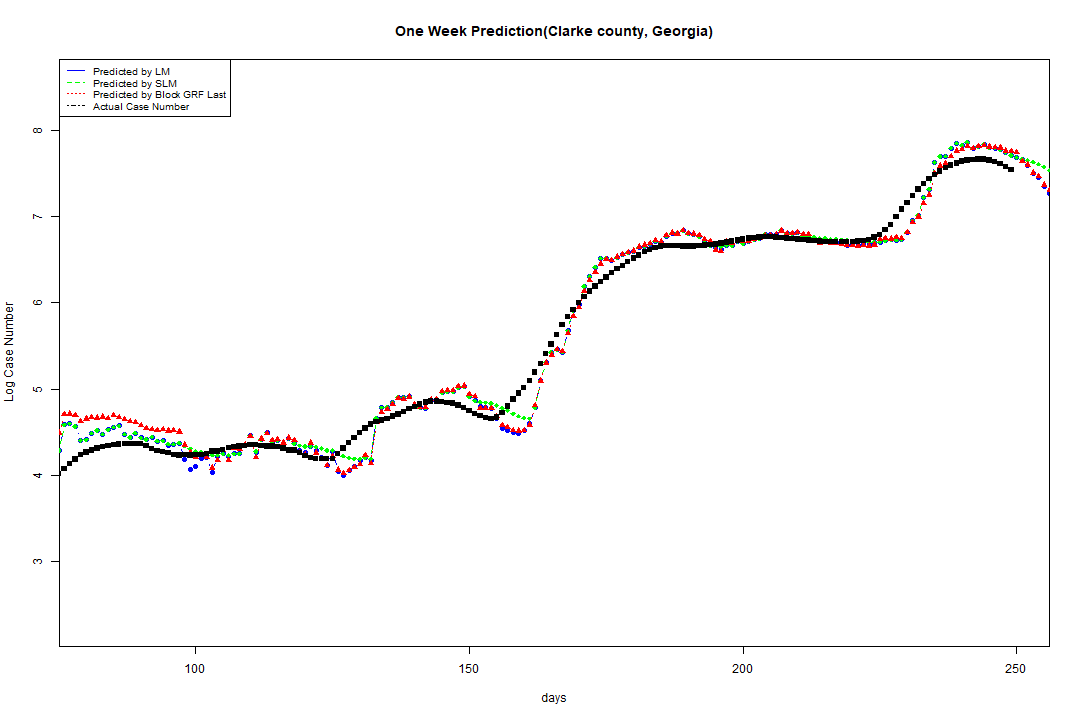 One Week Prediction(Clarke county, Georgia)
Predicted by LM
Predicted by SLM
Predicted by Block GRF Last
Actual Case Number
8
7
6
5
4
3
Log Case Number
100 150 200 250
days